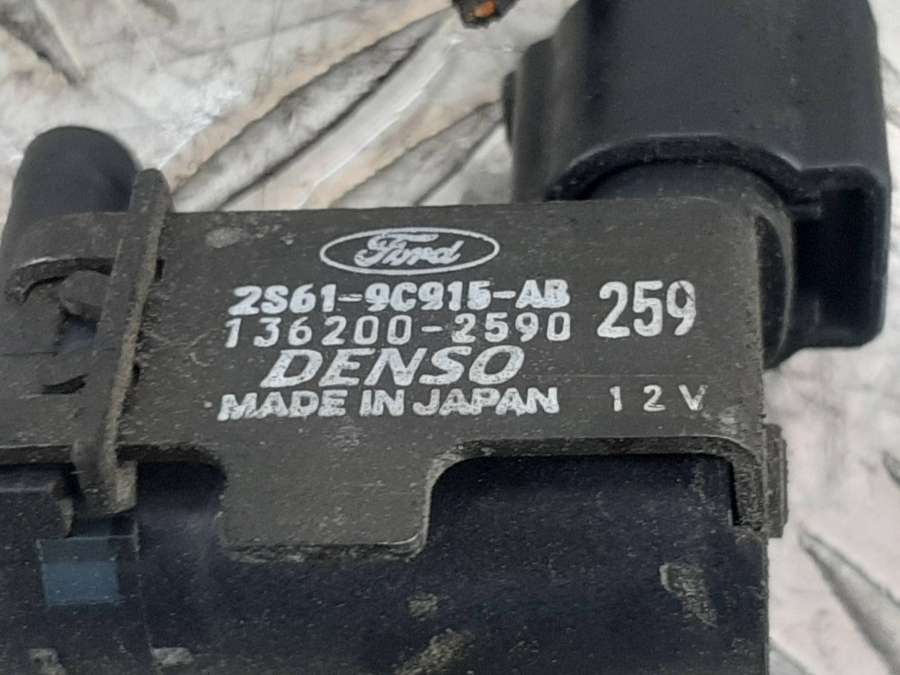 Ford
2S61-9C915-AB 259
136200-2590
DENSO
MADE IN JAPAN 12V